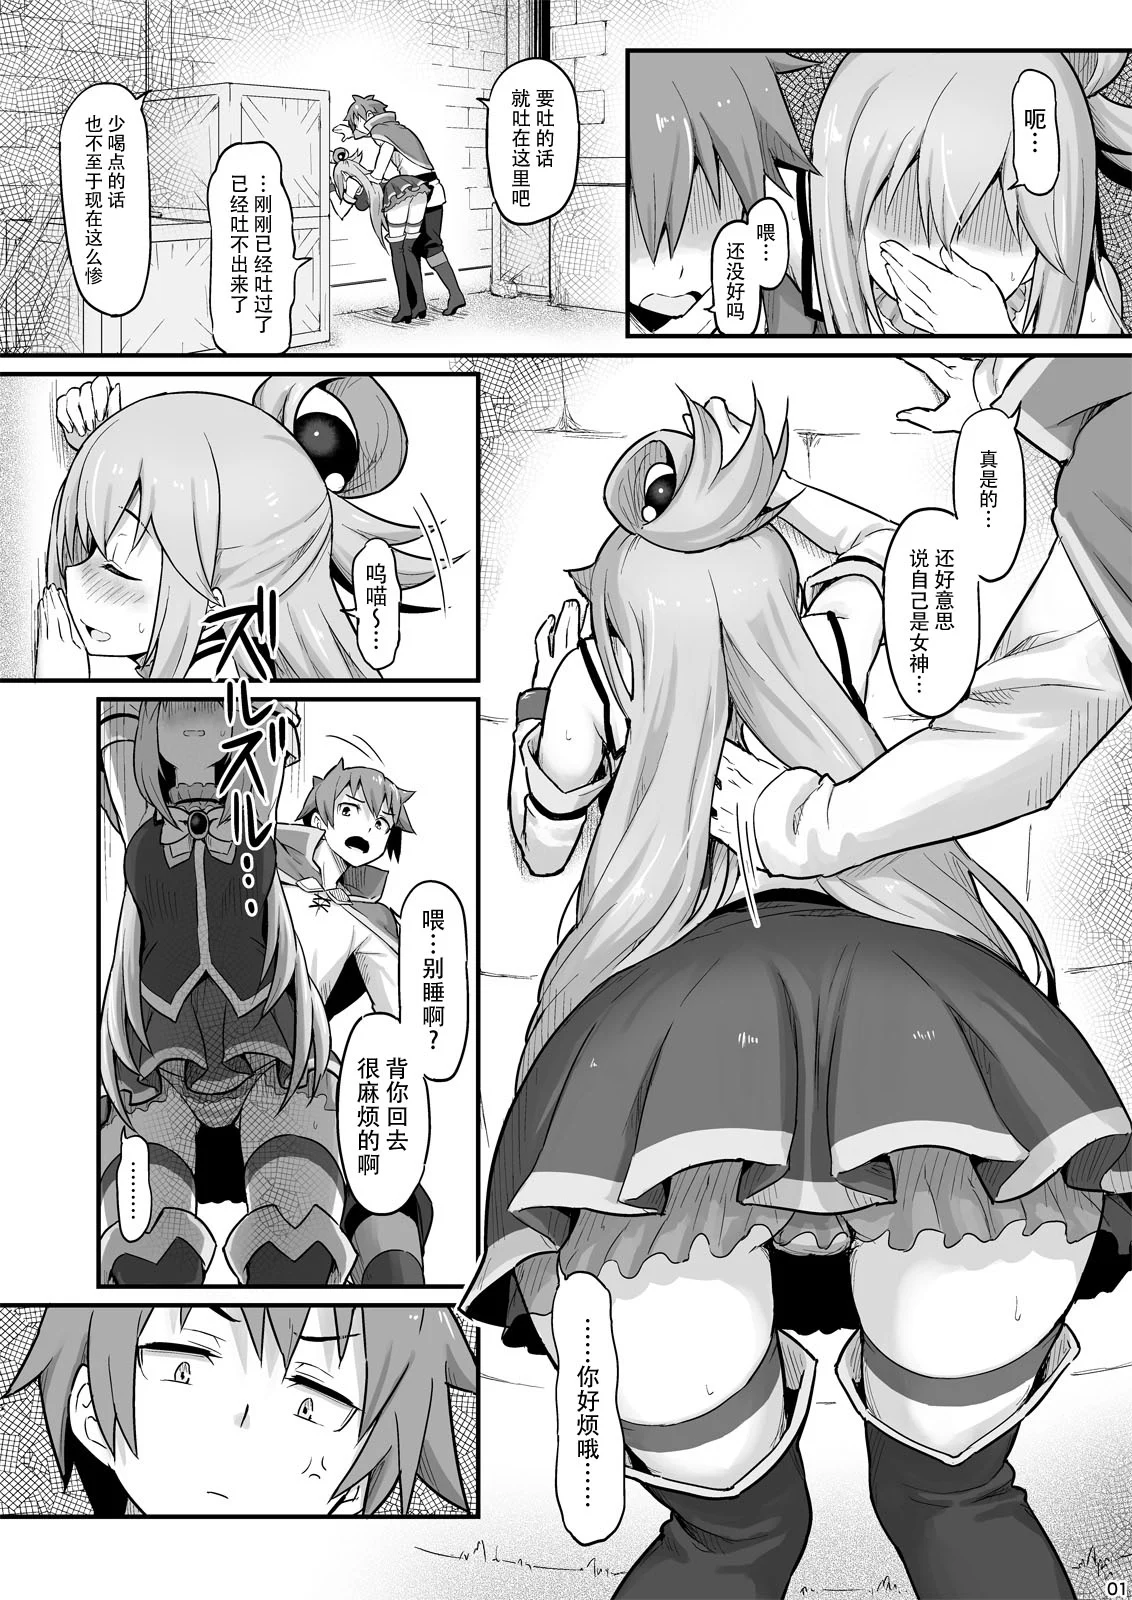 呃…
喂…
还没好吗
要吐的话
就吐在这里吧
…刚刚已经吐过了
已经吐不出来了
少喝点的话
也不至于现在这么惨
真是的…
还好意思
说自己是女神…
……你好烦哦……
呜喵～…
ズルズル…
喂…别睡啊?
背你回去
很麻烦的啊
………
01